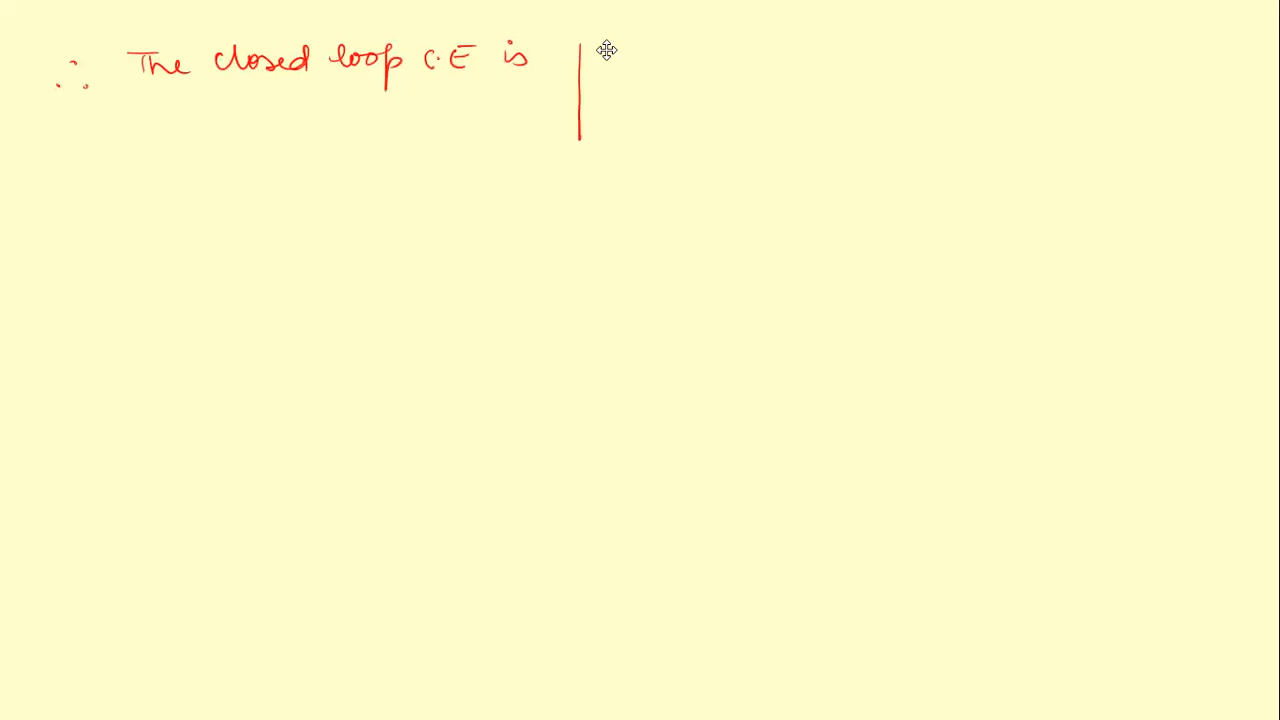 ∴ The closed loop C.E is |